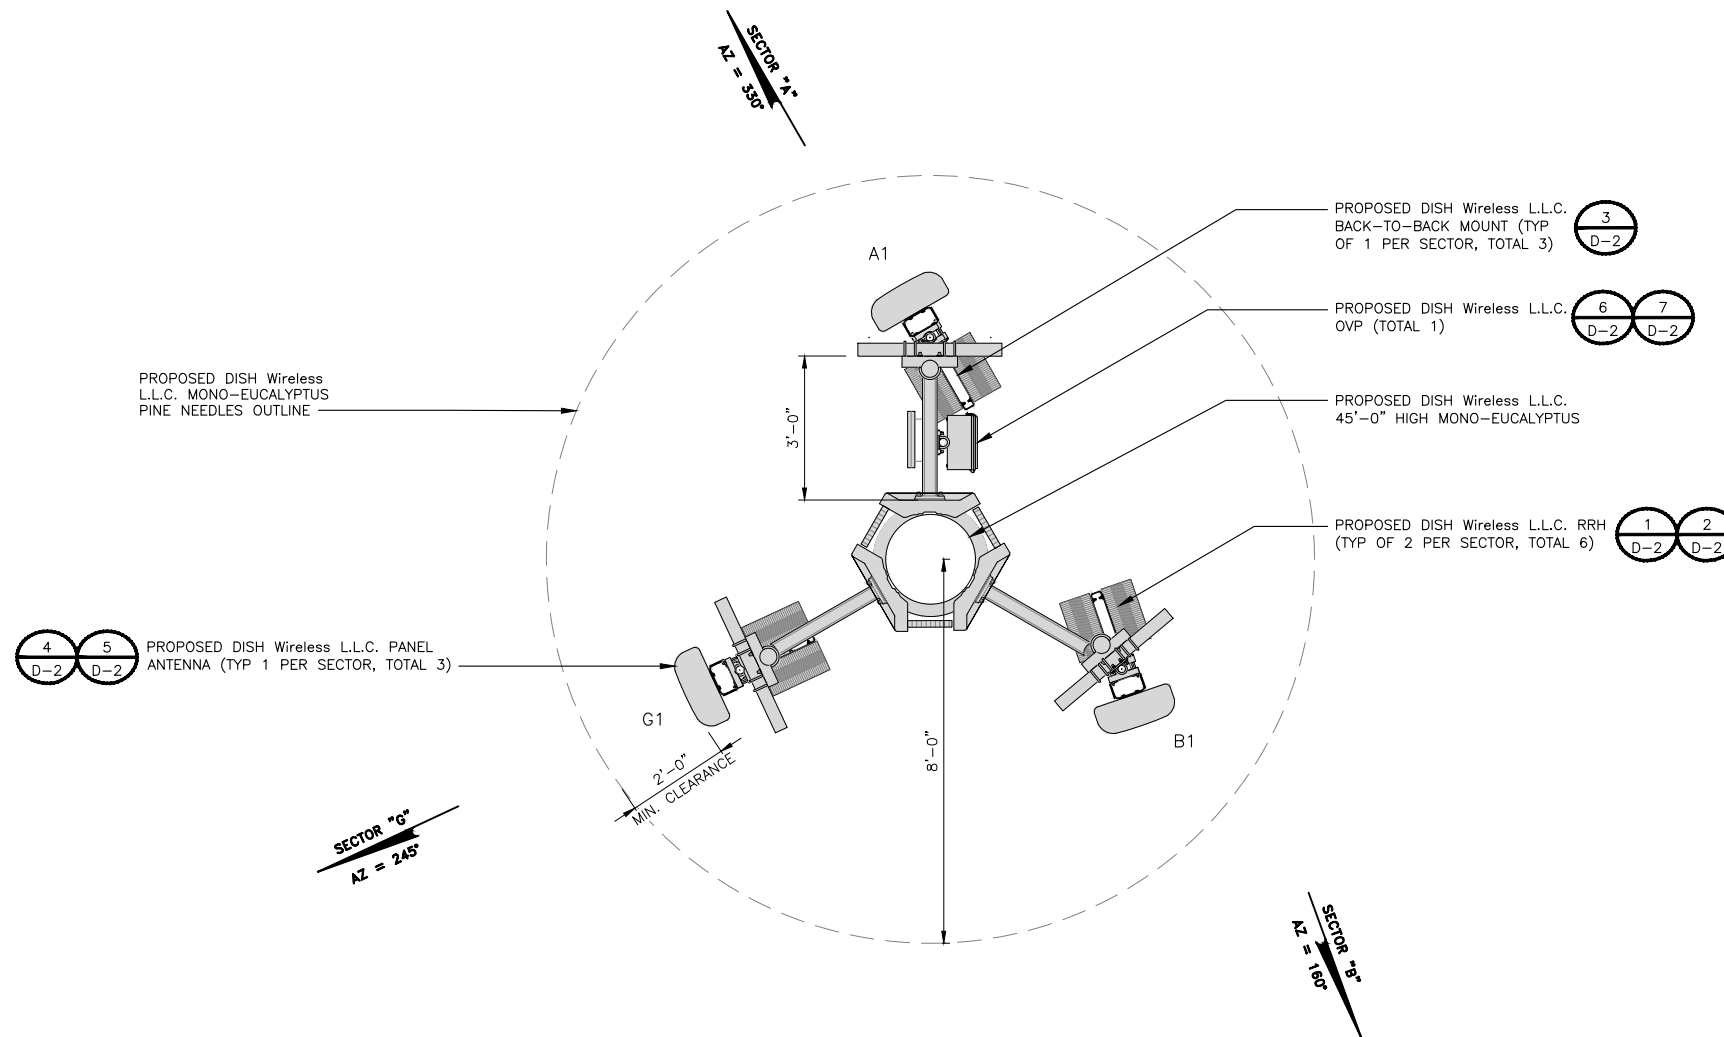 SECTOR "A"
AZ = 330°
PROPOSED DISH Wireless L.L.C.
BACK-TO-BACK MOUNT (TYP
OF 1 PER SECTOR, TOTAL 3)
3
D-2
A1
PROPOSED DISH Wireless L.L.C.
OVP (TOTAL 1)
6
D-2
7
D-2
PROPOSED DISH Wireless
L.L.C. MONO-EUCALYPTUS
PINE NEEDLES OUTLINE
3'-0"
PROPOSED DISH Wireless L.L.C.
45'-0" HIGH MONO-EUCALYPTUS
PROPOSED DISH Wireless L.L.C. RRH
(TYP OF 2 PER SECTOR, TOTAL 6)
1
D-2
2
D-2
4
D-2
5
D-2
PROPOSED DISH Wireless L.L.C. PANEL
ANTENNA (TYP 1 PER SECTOR, TOTAL 3)
G1
B1
8'-0"
2'-0"
MIN. CLEARANCE
SECTOR "G"
AZ = 245°
SECTOR "B"
AZ = 160°